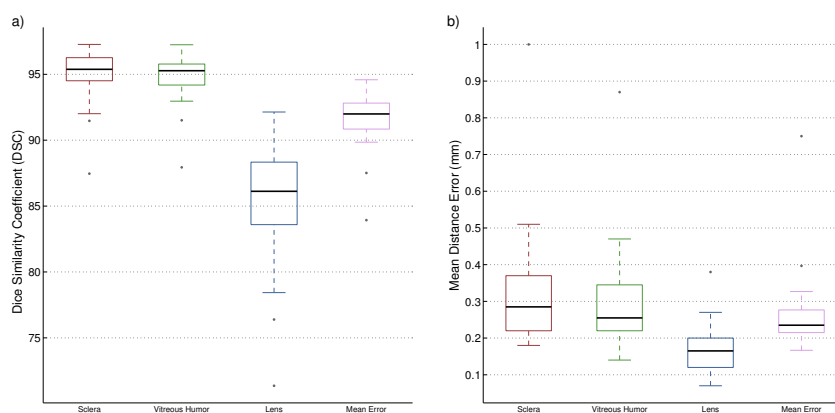 a)
Dice Similarity Coefficient (DSC)
95
90
85
80
75
Sclera Vitreous Humor Lens Mean Error
b)
Mean Distance Error (mm)
1
0.9
0.8
0.7
0.6
0.5
0.4
0.3
0.2
0.1
Sclera Vitreous Humor Lens Mean Error